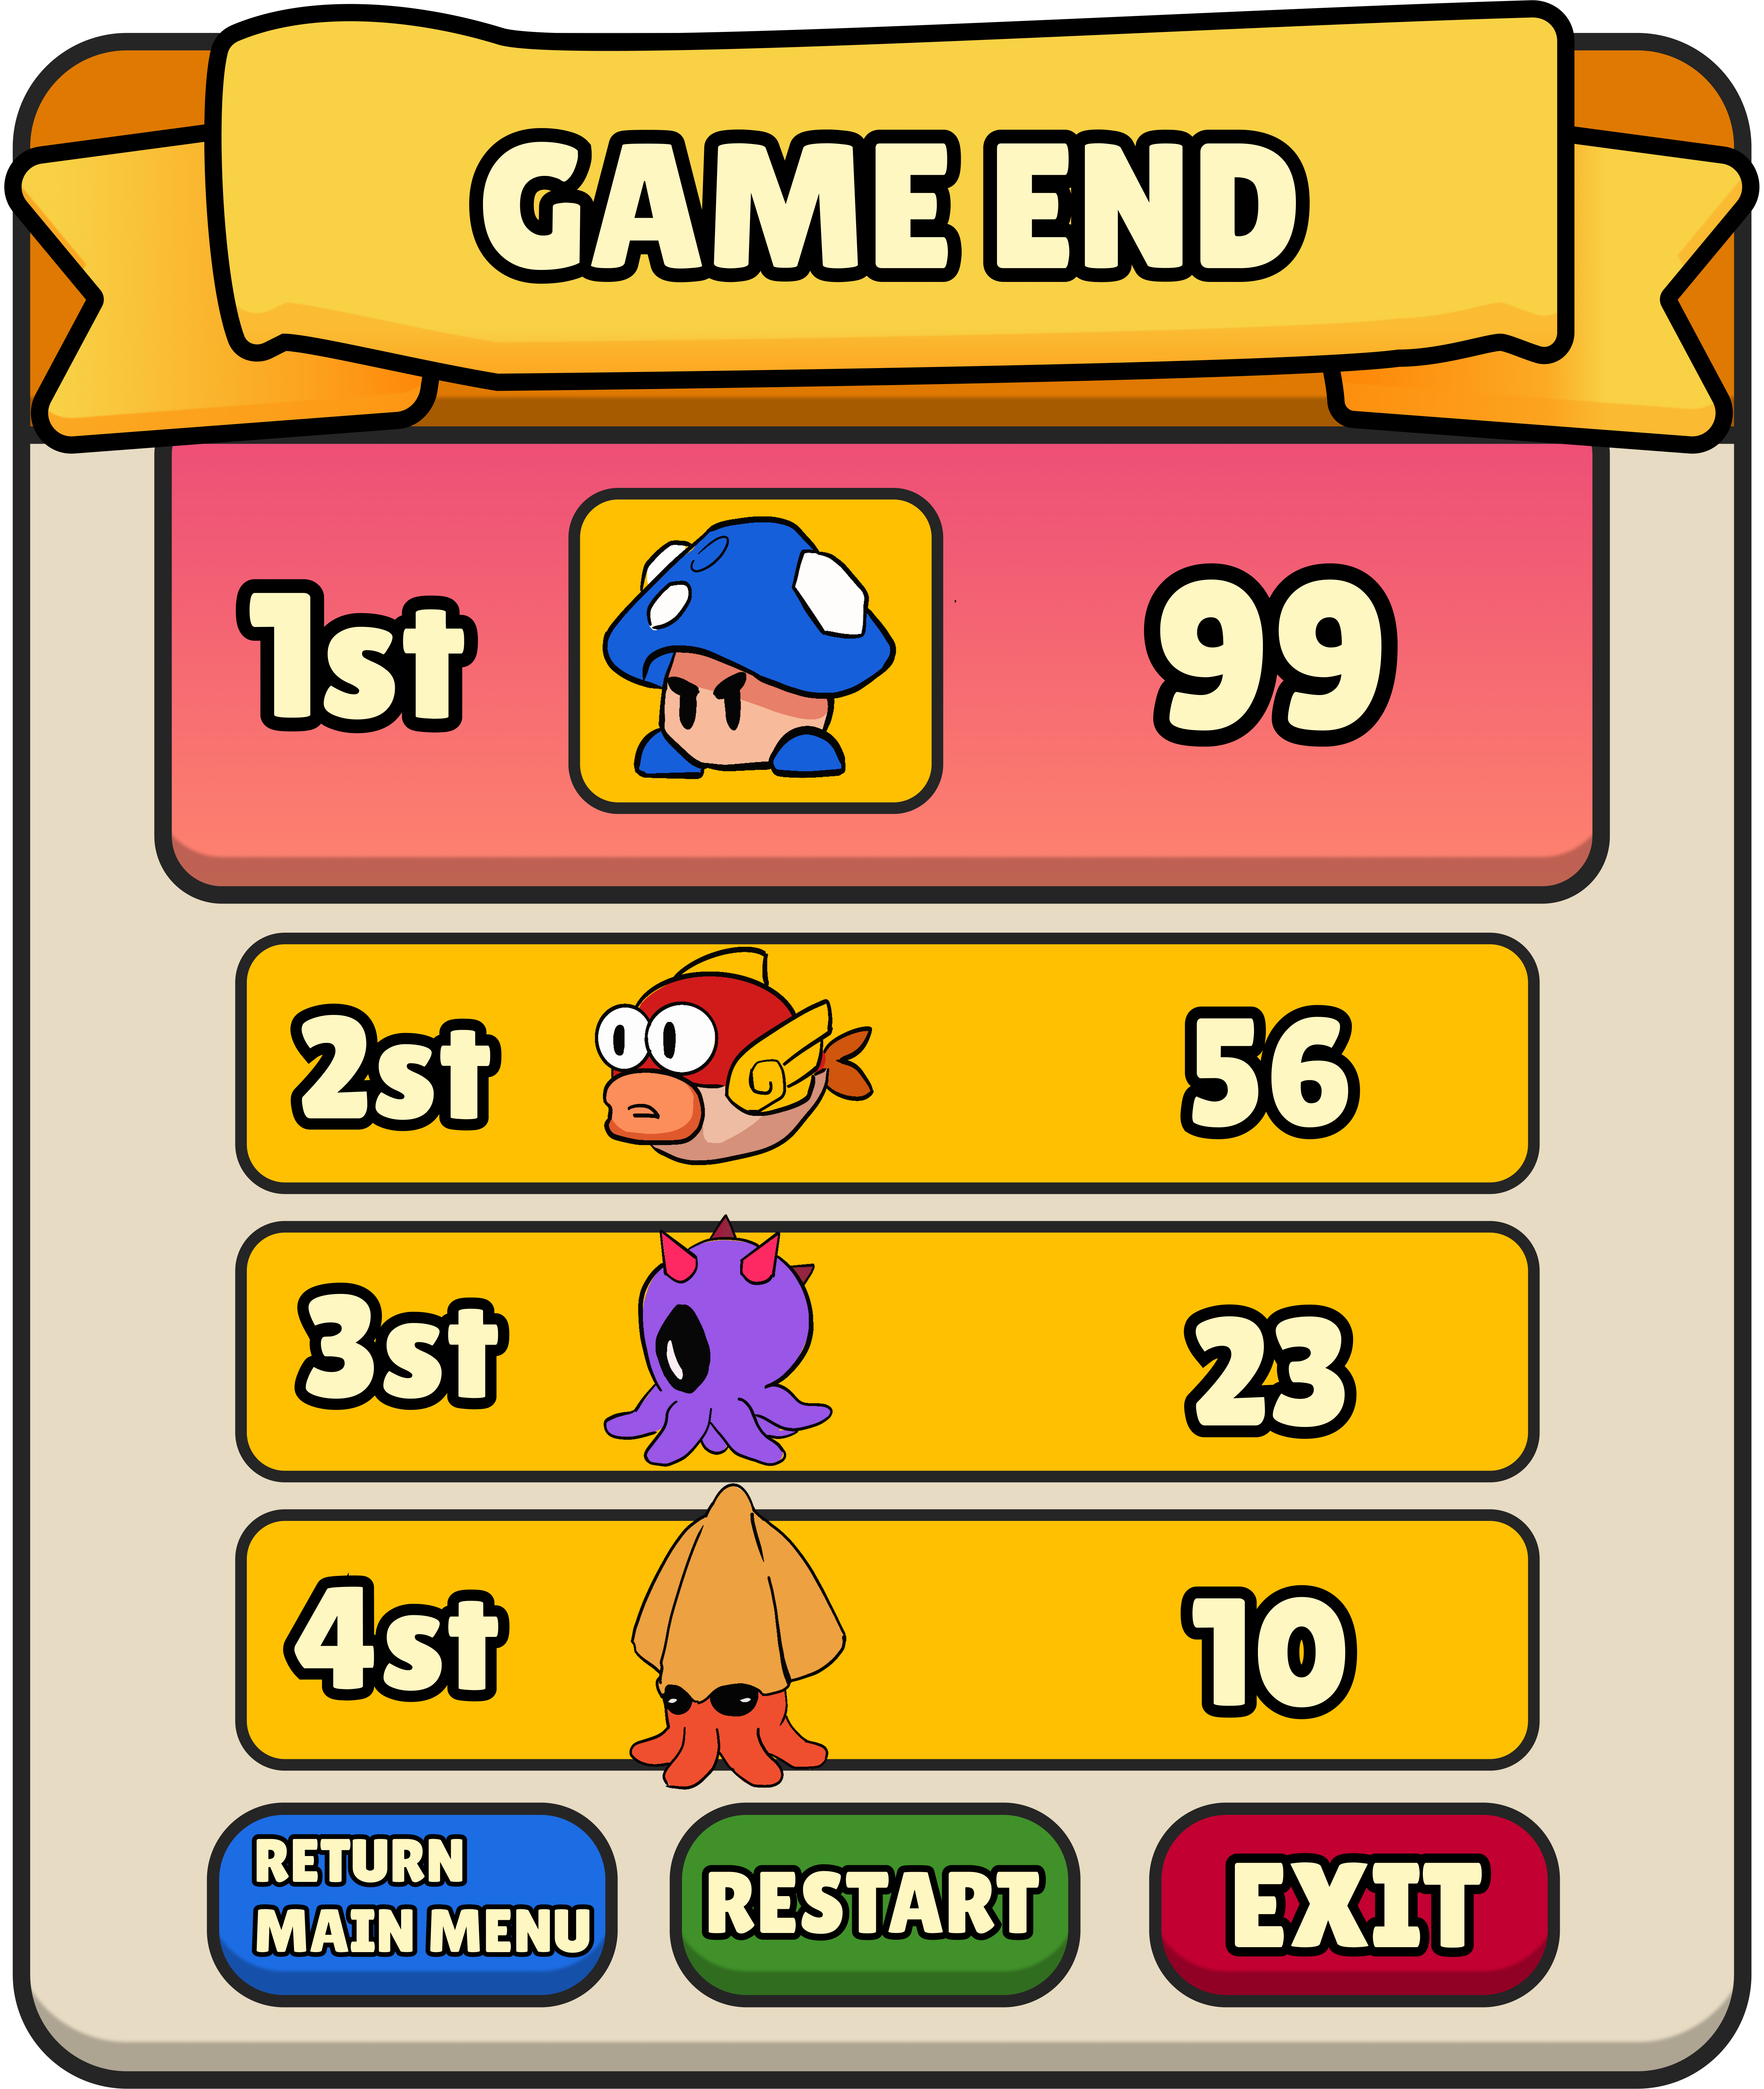 GAME END
1st 99
2st 56
3st 23
4st 10
RETURN
MAIN MENU
RESTART
EXIT